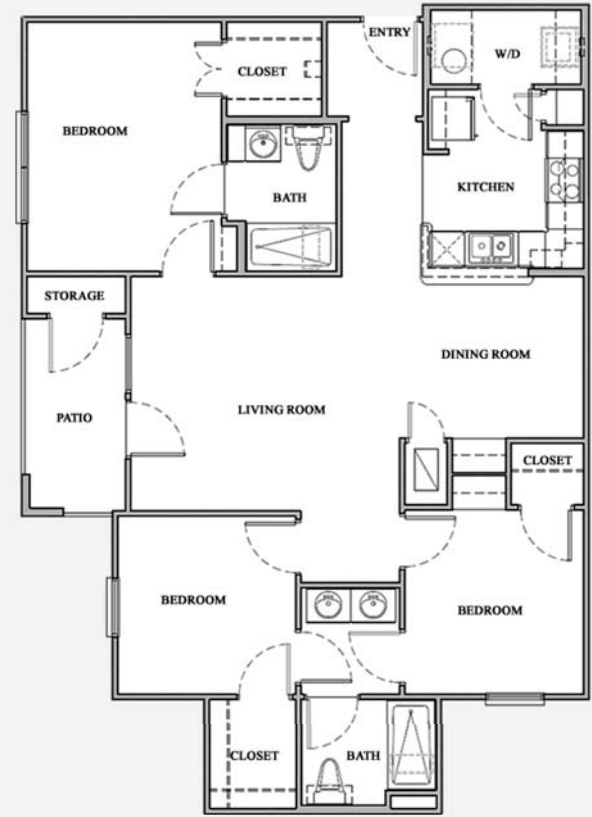 ENTRY
W/D
CLOSET
BEDROOM
KITCHEN
BATH
STORAGE
DINING ROOM
LIVING ROOM
PATIO
CLOSET
BEDROOM
BEDROOM
CLOSET
BATH